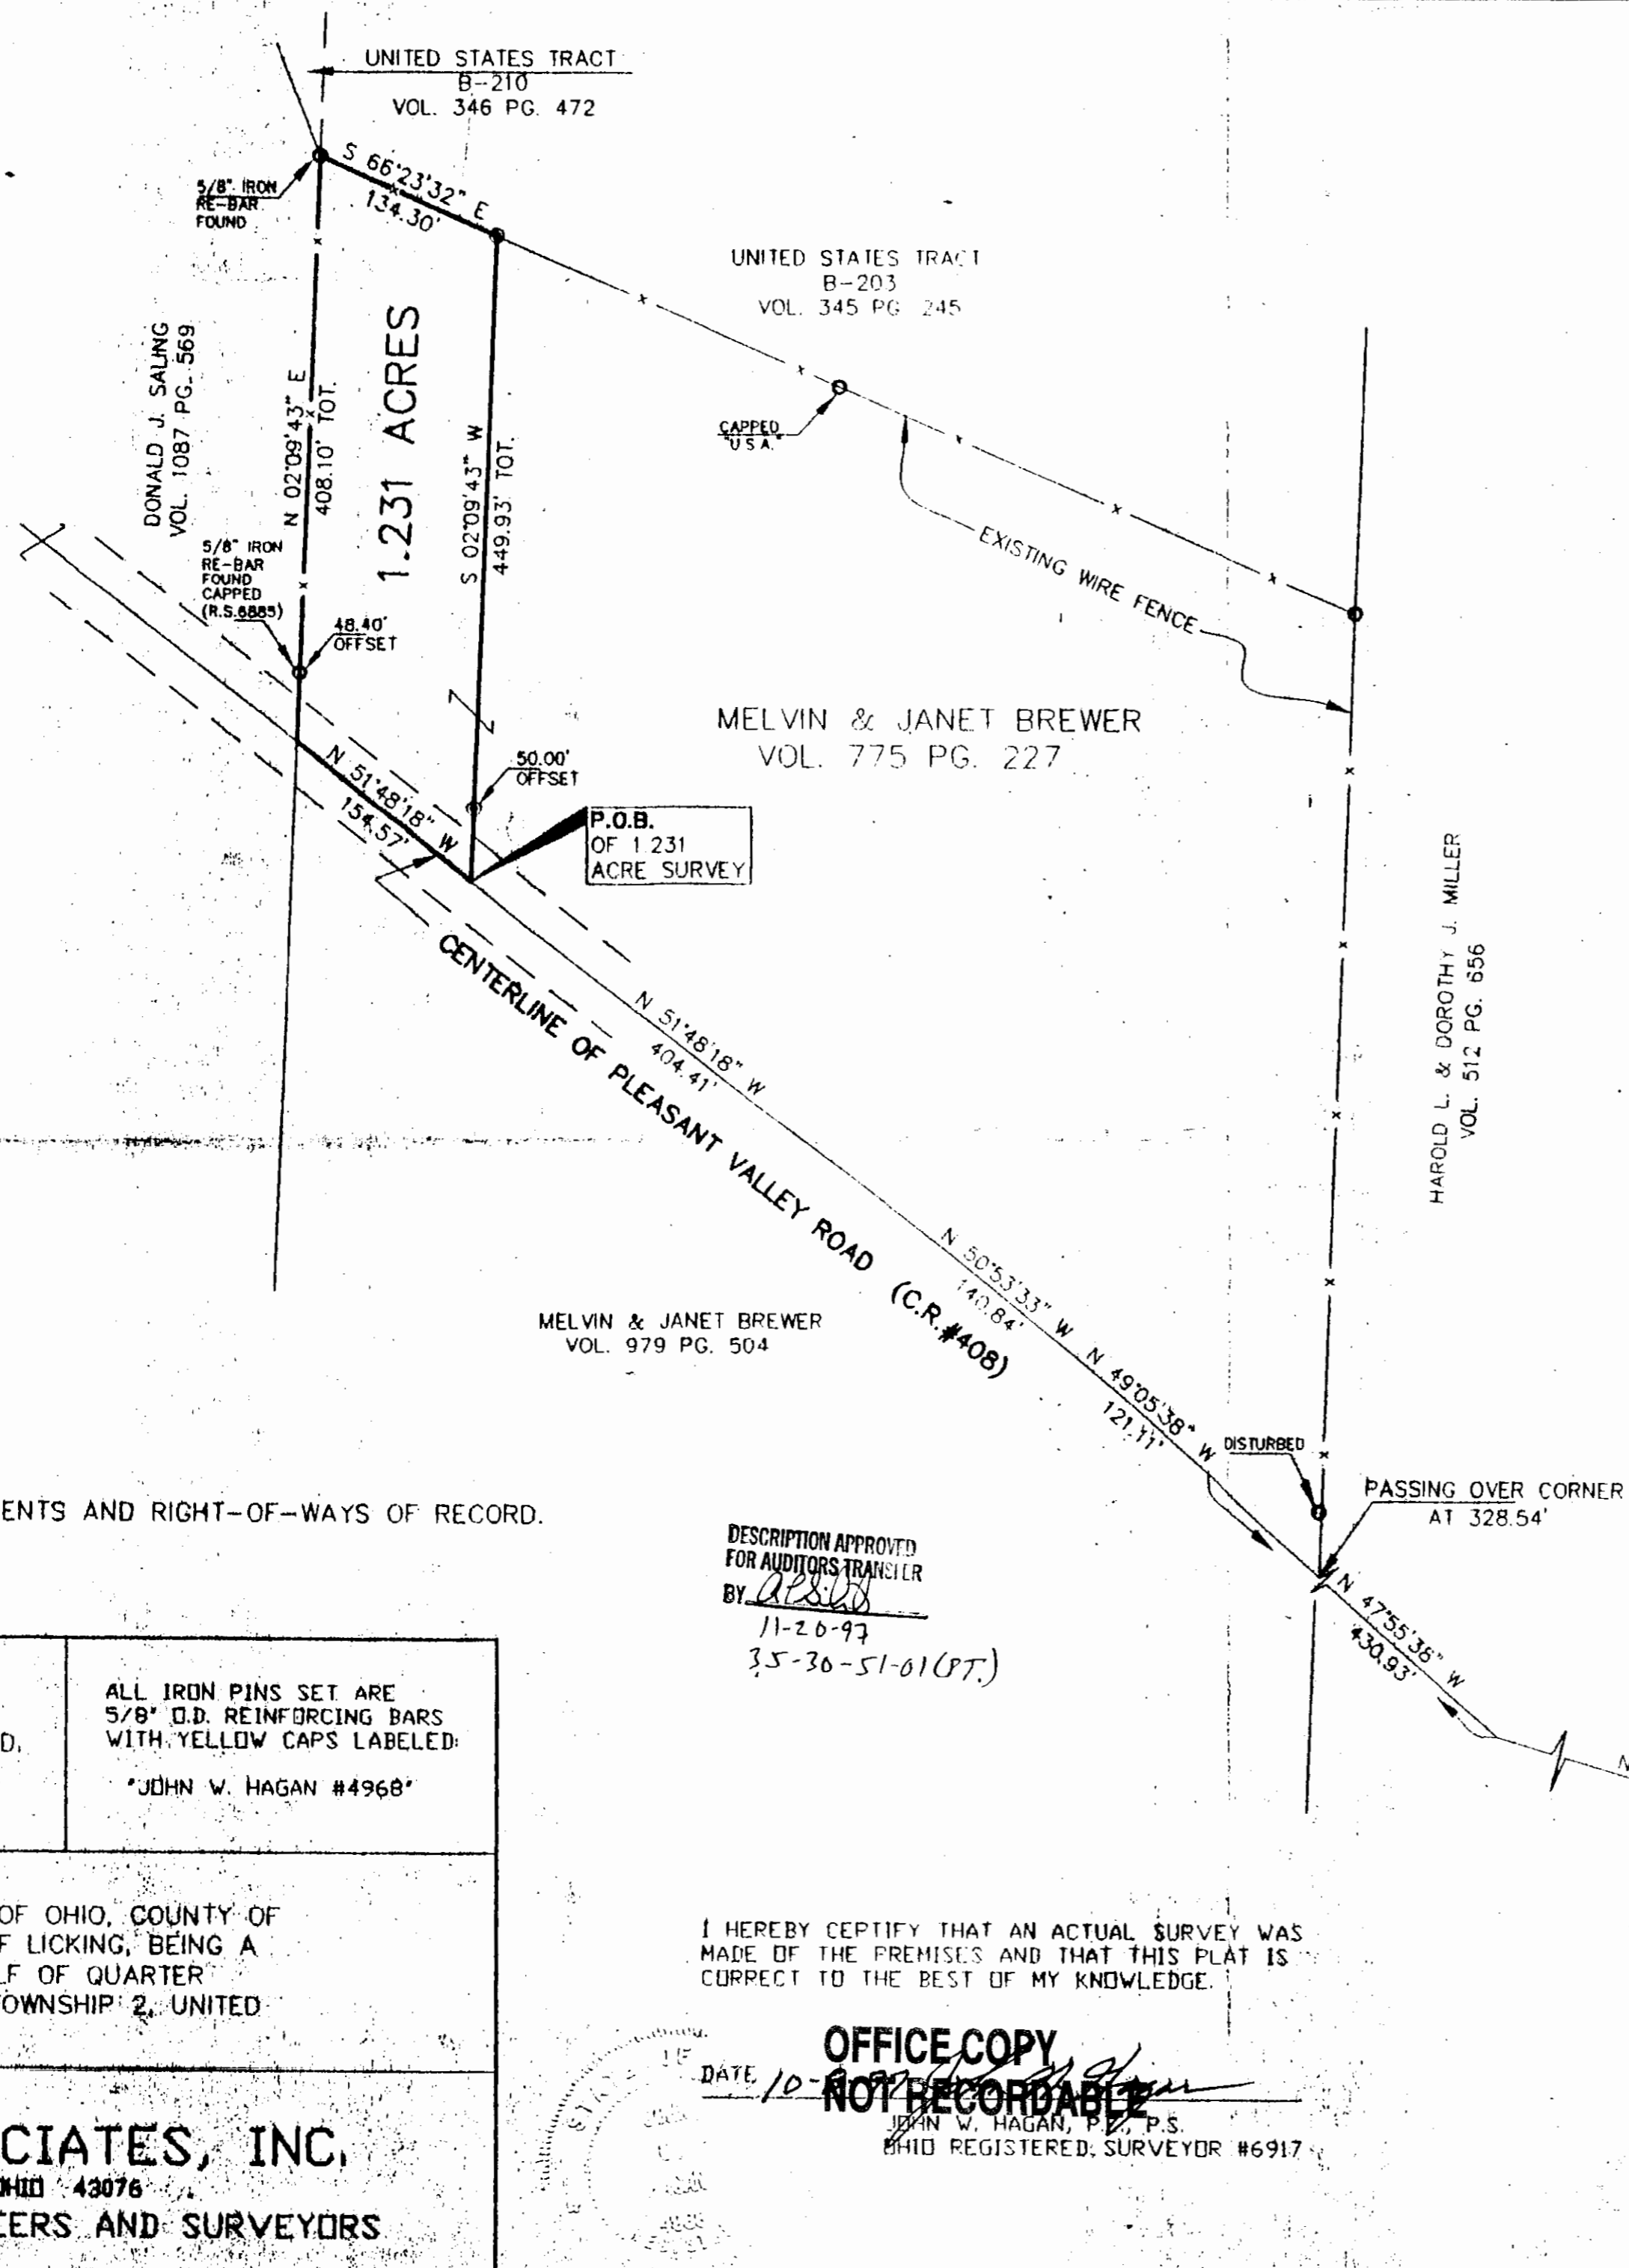 UNITED STATES TRACT
B-210
VOL. 346 PG. 472
S 66°23'32" E
134.30'
5/8" IRON
RE-BAR
FOUND
UNITED STATES TRACT
B-203
VOL. 345 PG. 245
DONALD J. SALING
VOL. 1087 PG. 569
N 02°09'43" E
408.10' TOT.
1.231 ACRES
S 02°09'43" W
449.93' TOT.
CAPPED
"U S A."
EXISTING WIRE FENCE
5/8" IRON
RE-BAR
FOUND
CAPPED
(R.S.6885)
48.40'
OFFSET
MELVIN & JANET BREWER
VOL. 775 PG. 227
N 51°48'18" W
154.57'
50.00'
OFFSET
P.O.B.
OF 1.231
ACRE SURVEY
HAROLD L. & DOROTHY J. MILLER
VOL. 512 PG. 656
CENTERLINE OF PLEASANT VALLEY ROAD (C.R.#408)
N 51°48'18" W
404.41'
N 50°53'33" W
140.84'
MELVIN & JANET BREWER
VOL. 979 PG. 504
N 49°05'38" W
121.11'
DISTURBED
PASSING OVER CORNER
AT 328.54'
N 47°55'38" W
430.93'
N
ENTS AND RIGHT-OF-WAYS OF RECORD.
DESCRIPTION APPROVED
FOR AUDITORS TRANSFER
BY
11-20-97
35-30-51-01(PT.)
D.
ALL IRON PINS SET ARE
5/8" O.D. REINFORCING BARS
WITH YELLOW CAPS LABELED:
"JOHN W. HAGAN #4968"
OF OHIO, COUNTY OF
F LICKING, BEING A
LF OF QUARTER
OWNSHIP 2, UNITED
I HEREBY CEPTIFY THAT AN ACTUAL SURVEY WAS
MADE OF THE PREMISES AND THAT THIS PLAT IS
CORRECT TO THE BEST OF MY KNOWLEDGE.
OFFICE COPY
DATE 10-
NOT RECORDABLE
JOHN W. HAGAN, P.E., P.S.
OHIO REGISTERED SURVEYOR #6917
CIATES, INC.
OHIO 43076
EERS AND SURVEYORS